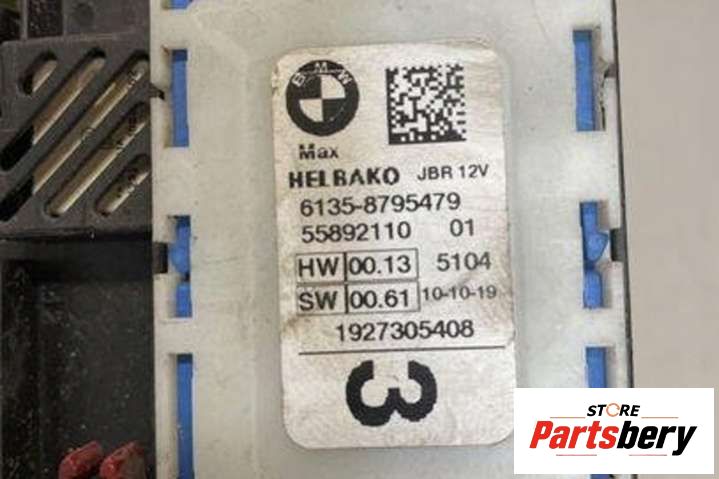 BMW
Max
HELBAKO JBR 12V
6135-8795479
55892110 01
HW 00.13 5104
SW 00.61 10-10-19
1927305408
3
STORE
Partsbery